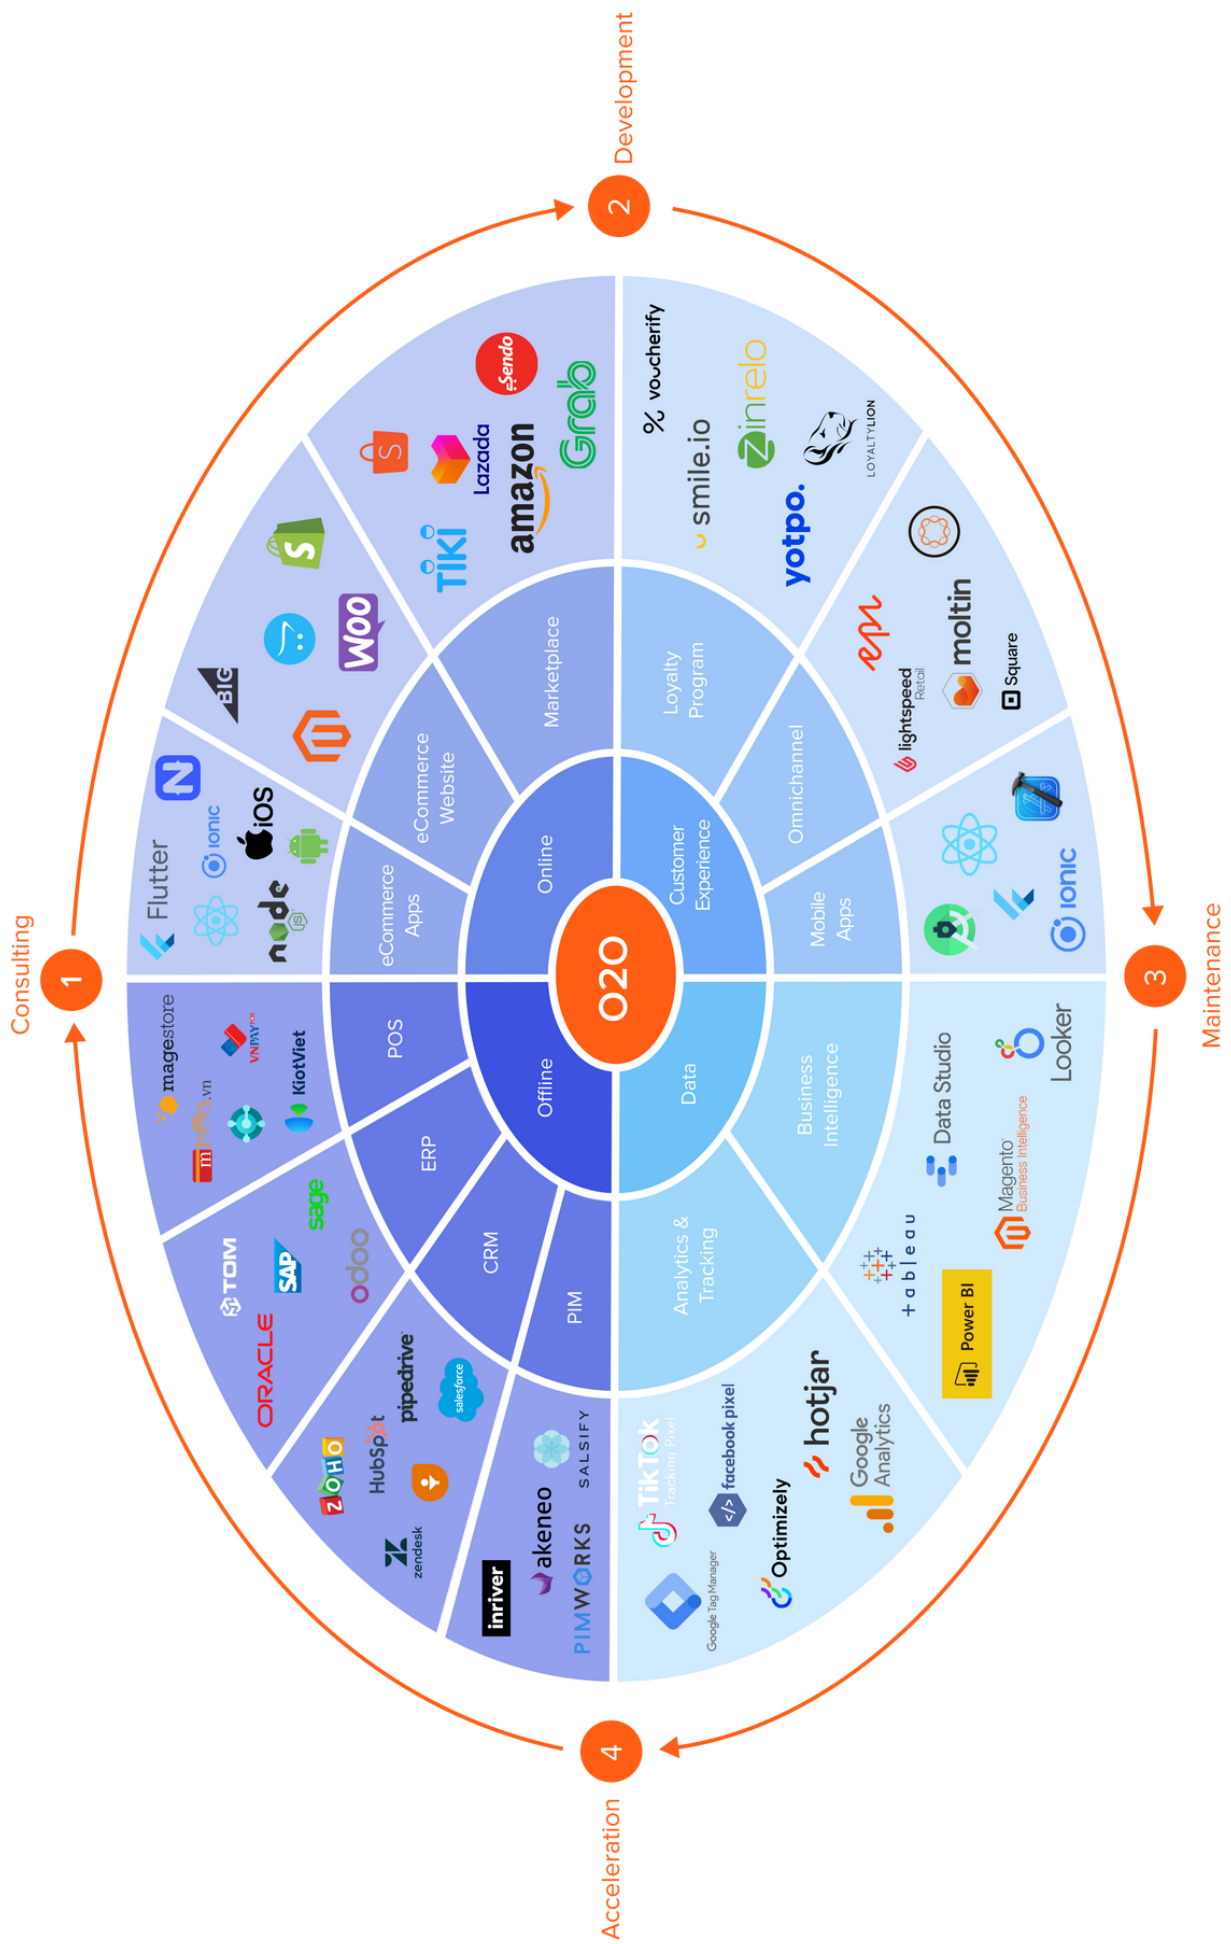 Consulting
1
2
Development
3
Maintenance
4
Acceleration
O2O
Online
Customer
Experience
Data
Offline
eCommerce
Apps
eCommerce
Website
Marketplace
Loyalty
Program
Omnichannel
Mobile
Apps
Business
Intelligence
Analytics &
Tracking
PIM
CRM
ERP
POS
Flutter
N
ionic
iOS
node
JS
BIG
S
WOO
S
Lazada
TIKI
amazon
Sendo
Grab
% voucherify
smile.io
Zinrelo
LOYALTYLION
yotpo.
lightspeed
Retail
moltin
Square
IONIC
Data Studio
Looker
Magento
Business Intelligence
tableau
Power BI
TikTok
Tracking Pixel
</> facebook pixel
Google Tag Manager
Optimizely
hotjar
Google
Analytics
inriver
akeneo
SALSIFY
PIMWORKS
ZOHO
HubSpot
pipedrive
salesforce
zendesk
TOM
ORACLE
SAP
sage
odoo
magestore
mPOS.vn
VNPAY
KiotViet